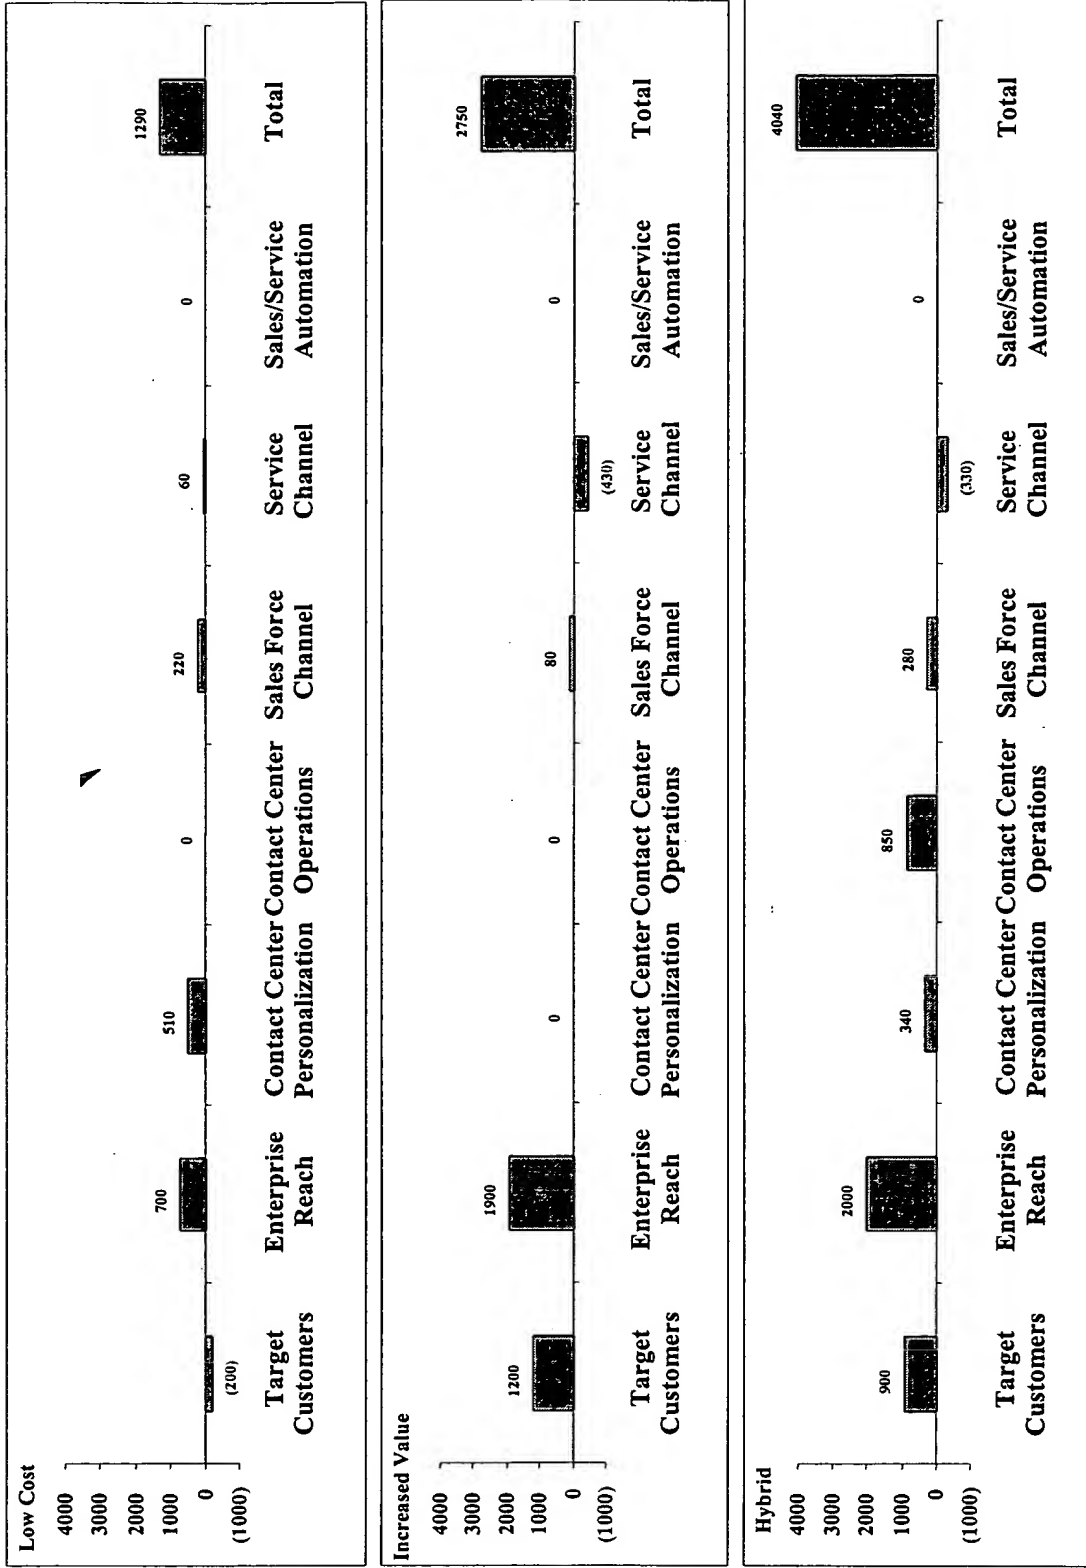 Low Cost
4000
3000
2000
1000
0
(1000)
(200)
700
510
0
220
60
0
1290
Target Customers
Enterprise Reach
Contact Center Personalization
Contact Center Operations
Sales Force Channel
Service Channel
Sales/Service Automation
Total
Increased Value
4000
3000
2000
1000
0
(1000)
1200
1900
0
0
80
(430)
0
2750
Target Customers
Enterprise Reach
Contact Center Personalization
Contact Center Operations
Sales Force Channel
Service Channel
Sales/Service Automation
Total
Hybrid
4000
3000
2000
1000
0
(1000)
900
2000
340
850
280
(330)
0
4040
Target Customers
Enterprise Reach
Contact Center Personalization
Contact Center Operations
Sales Force Channel
Service Channel
Sales/Service Automation
Total